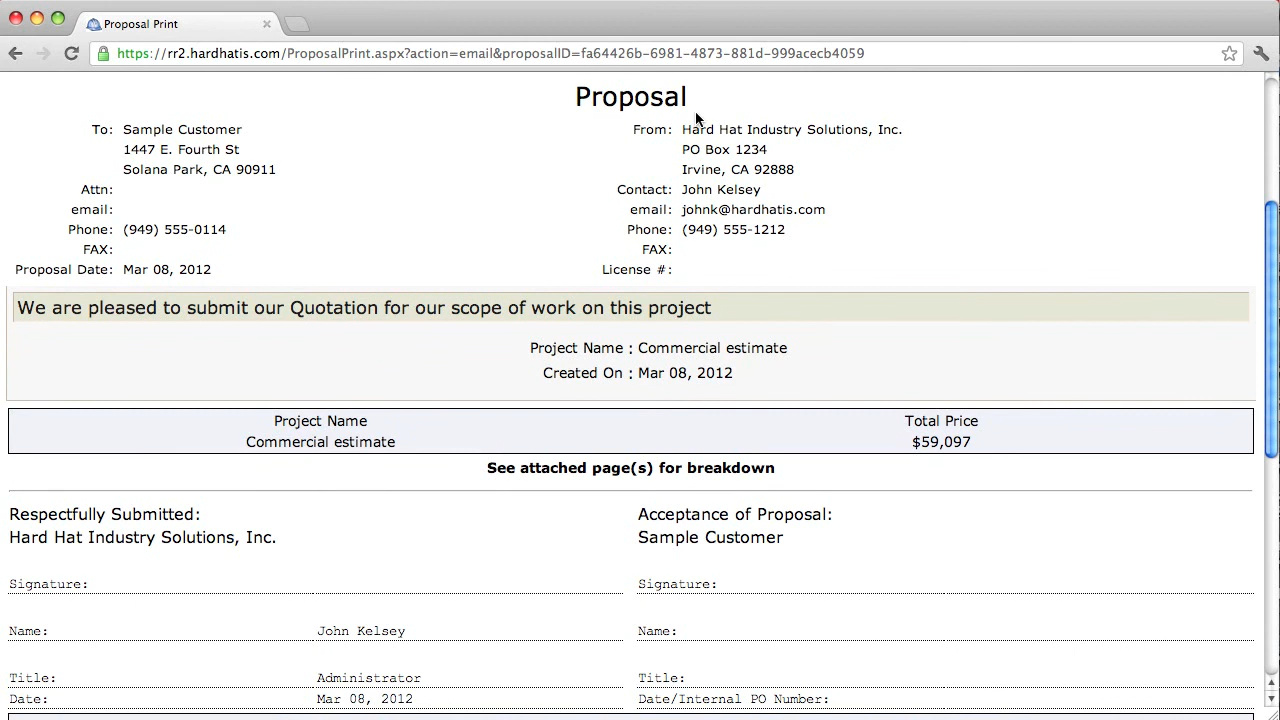 Proposal Print
https://rr2.hardhatis.com/ProposalPrint.aspx?action=email&proposalID=fa64426b-6981-4873-881d-999acecb4059
Proposal
To: Sample Customer
1447 E. Fourth St
Solana Park, CA 90911
Attn:
email:
Phone: (949) 555-0114
FAX:
Proposal Date: Mar 08, 2012
From: Hard Hat Industry Solutions, Inc.
PO Box 1234
Irvine, CA 92888
Contact: John Kelsey
email: johnk@hardhatis.com
Phone: (949) 555-1212
FAX:
License #:
We are pleased to submit our Quotation for our scope of work on this project
Project Name : Commercial estimate
Created On : Mar 08, 2012
Project Name Total Price
Commercial estimate $59,097
See attached page(s) for breakdown
Respectfully Submitted:
Hard Hat Industry Solutions, Inc.
Signature:
Name: John Kelsey
Title: Administrator
Date: Mar 08, 2012
Acceptance of Proposal:
Sample Customer
Signature:
Name:
Title:
Date/Internal PO Number: